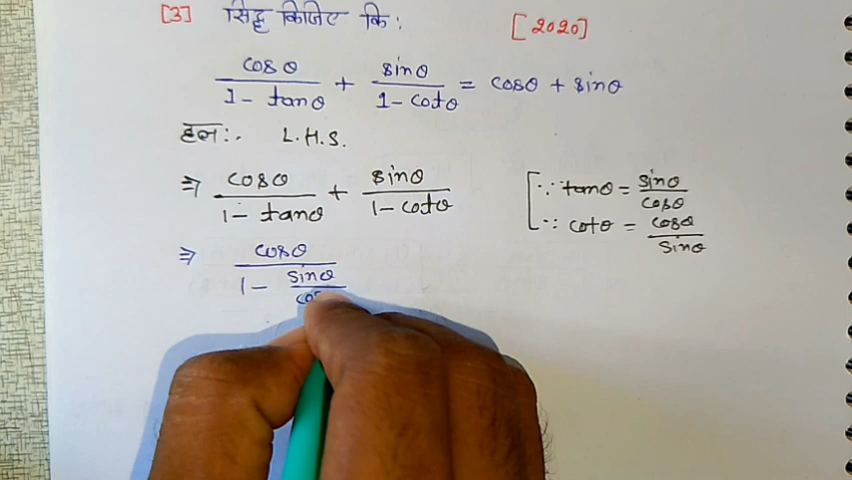 [3] सिद्ध किजिए कि: [2020]
cosθ / 1 - tanθ + sinθ / 1 - cotθ = cosθ + sinθ
हल:- L.H.S.
⇒ cosθ / 1 - tanθ + sinθ / 1 - cotθ [∵ tanθ = sinθ / cosθ
∵ cotθ = cosθ / sinθ
⇒ cosθ / 1 - sinθ / cos